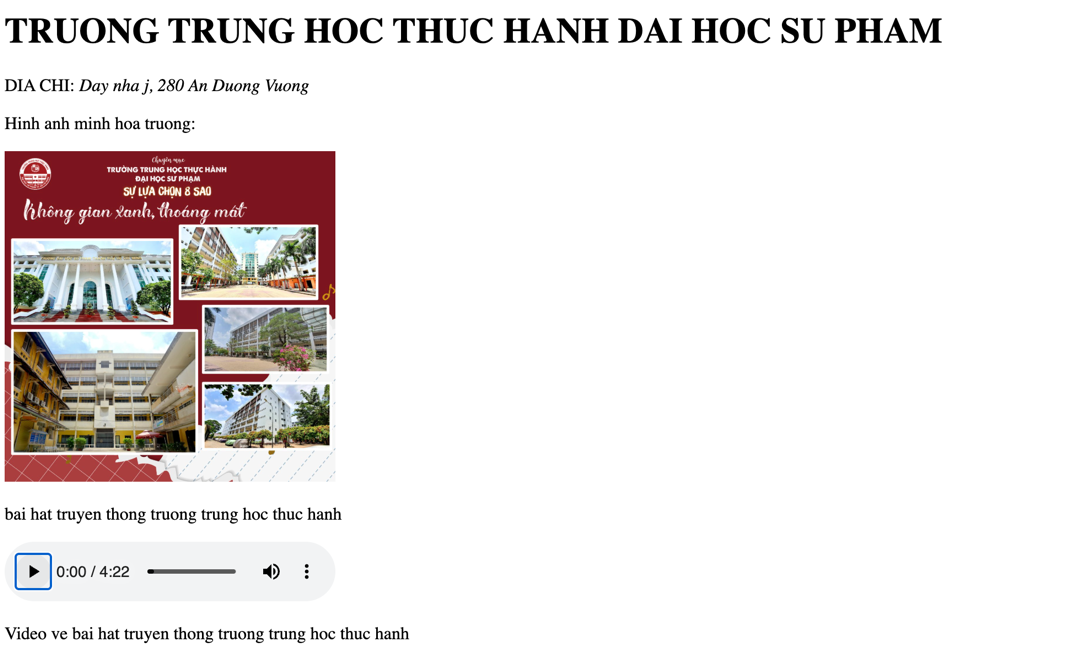 TRUONG TRUNG HOC THUC HANH DAI HOC SU PHAM
DIA CHI: Day nha j, 280 An Duong Vuong
Hinh anh minh hoa truong:
Chuyên mục
TRƯỜNG TRUNG HỌC THỰC HÀNH
ĐẠI HỌC SƯ PHẠM
SỰ LỰA CHỌN 8 SAO
Không gian xanh, thoáng mát
bai hat truyen thong truong trung hoc thuc hanh
0:00 / 4:22
Video ve bai hat truyen thong truong trung hoc thuc hanh